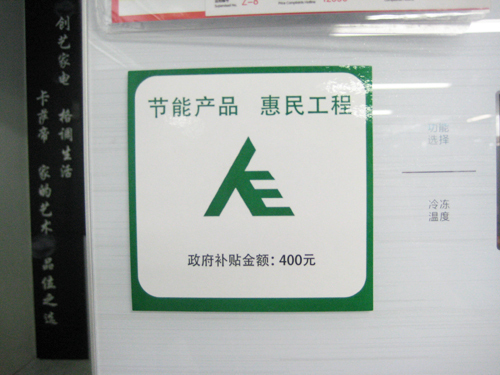 创艺家电 格调生活
卡萨帝 家的艺术 品位之选
节能产品 惠民工程
政府补贴金额：400元
功能
选择
冷冻
温度